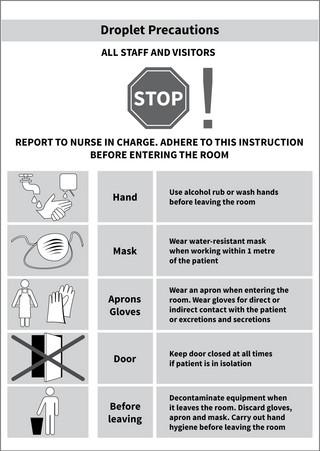 Droplet Precautions
ALL STAFF AND VISITORS
STOP !
REPORT TO NURSE IN CHARGE. ADHERE TO THIS INSTRUCTION
BEFORE ENTERING THE ROOM
Hand
Use alcohol rub or wash hands
before leaving the room
Mask
Wear water-resistant mask
when working within 1 metre
of the patient
Aprons
Gloves
Wear an apron when entering the
room. Wear gloves for direct or
indirect contact with the patient
or excretions and secretions
Door
Keep door closed at all times
if patient is in isolation
Before
leaving
Decontaminate equipment when
it leaves the room. Discard gloves,
apron and mask. Carry out hand
hygiene before leaving the room